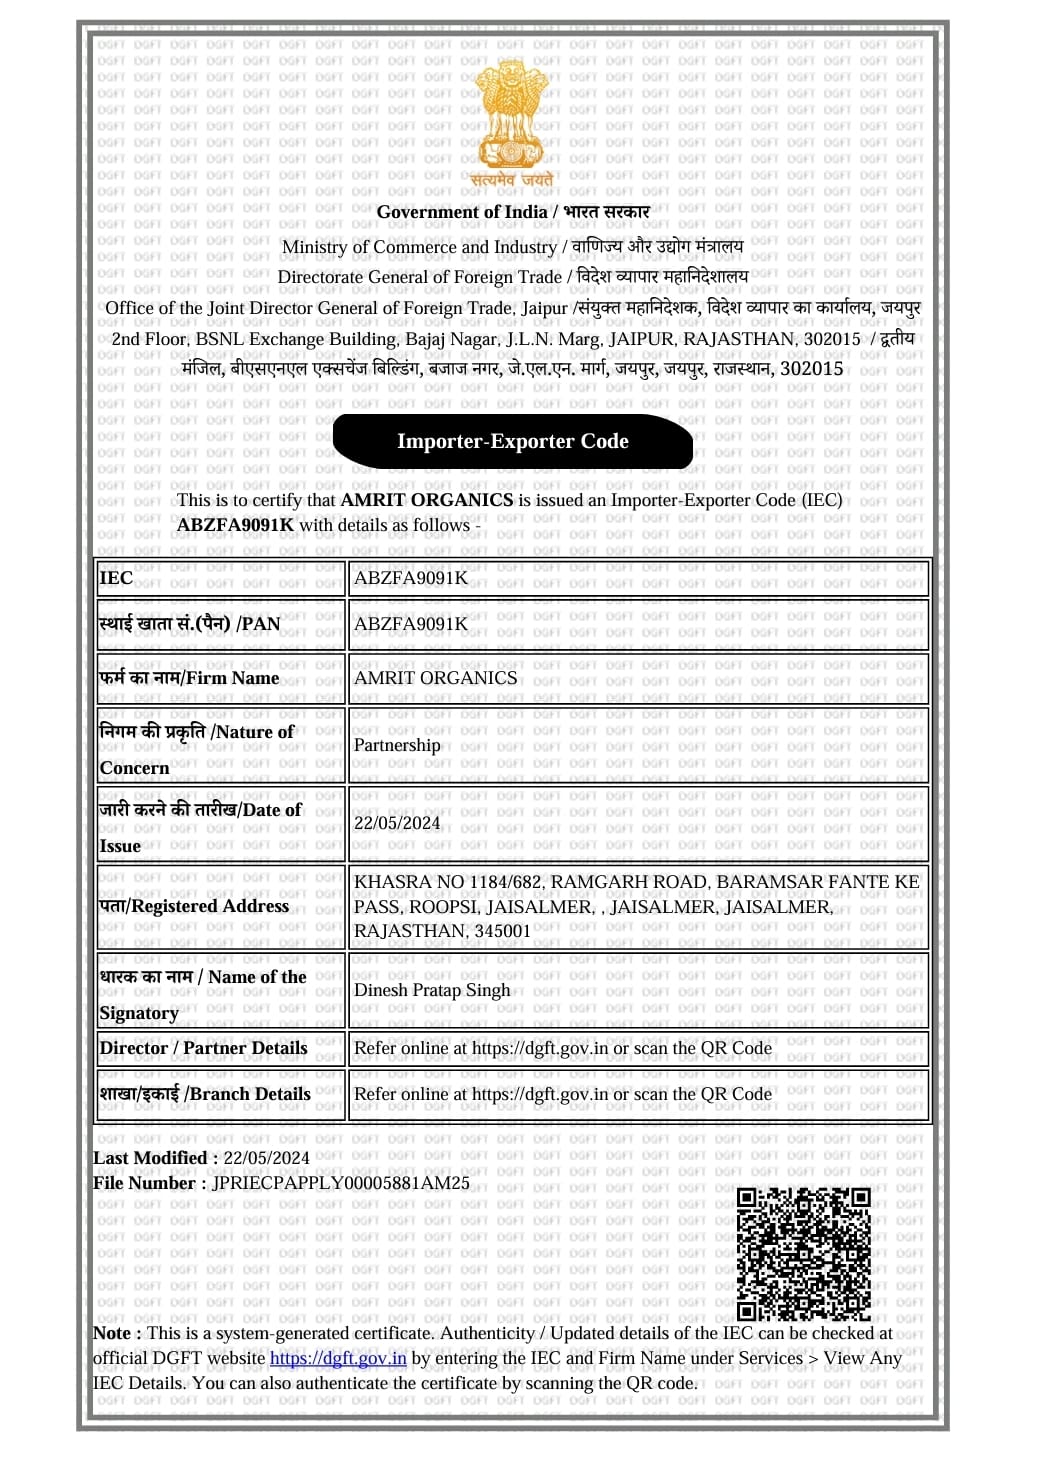 सत्यमेव जयते
Government of India / भारत सरकार
Ministry of Commerce and Industry / वाणिज्य और उद्योग मंत्रालय
Directorate General of Foreign Trade / विदेश व्यापार महानिदेशालय
Office of the Joint Director General of Foreign Trade, Jaipur /संयुक्त महानिदेशक, विदेश व्यापार का कार्यालय, जयपुर
2nd Floor, BSNL Exchange Building, Bajaj Nagar, J.L.N. Marg, JAIPUR, RAJASTHAN, 302015 / द्वतीय
मंजिल, बीएसएनएल एक्सचेंज बिल्डिंग, बजाज नगर, जे.एल.एन. मार्ग, जयपुर, जयपुर, राजस्थान, 302015
Importer-Exporter Code
This is to certify that AMRIT ORGANICS is issued an Importer-Exporter Code (IEC)
ABZFA9091K with details as follows -
IEC ABZFA9091K
स्थाई खाता सं.(पैन) /PAN ABZFA9091K
फर्म का नाम/Firm Name AMRIT ORGANICS
निगम की प्रकृति /Nature of
Concern
Partnership
जारी करने की तारीख/Date of
Issue
22/05/2024
पता/Registered Address
KHASRA NO 1184/682, RAMGARH ROAD, BARAMSAR FANTE KE
PASS, ROOPSI, JAISALMER, , JAISALMER, JAISALMER,
RAJASTHAN, 345001
धारक का नाम / Name of the
Signatory
Dinesh Pratap Singh
Director / Partner Details Refer online at https://dgft.gov.in or scan the QR Code
शाखा/इकाई /Branch Details Refer online at https://dgft.gov.in or scan the QR Code
Last Modified : 22/05/2024
File Number : JPRIECPAPPLY00005881AM25
Note : This is a system-generated certificate. Authenticity / Updated details of the IEC can be checked at
official DGFT website https://dgft.gov.in by entering the IEC and Firm Name under Services > View Any
IEC Details. You can also authenticate the certificate by scanning the QR code.